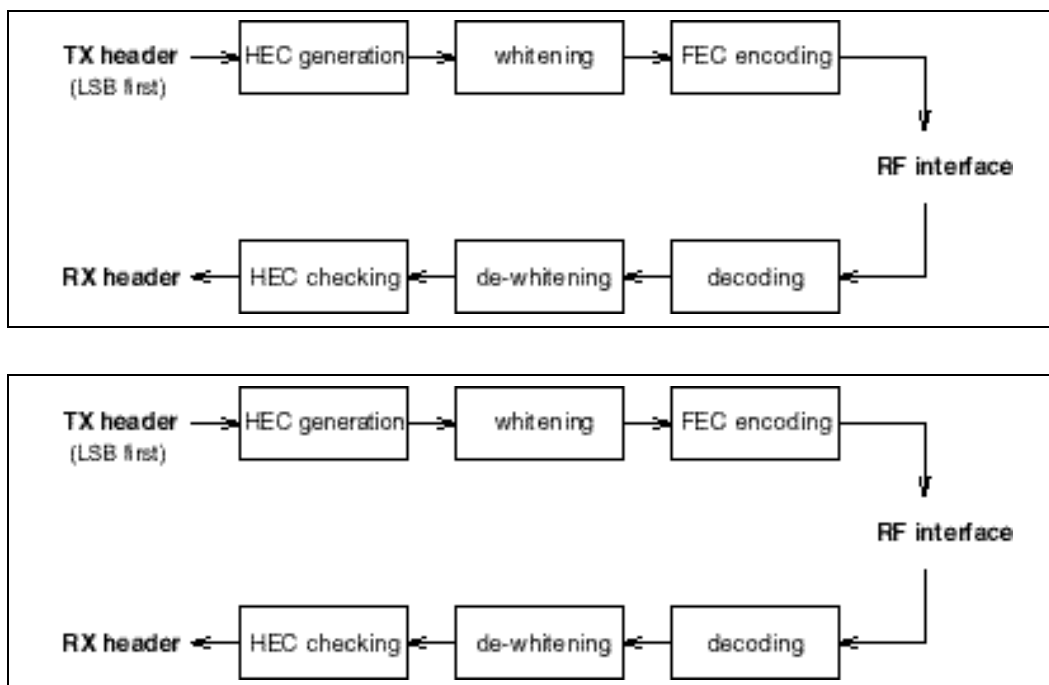 TX header
(LSB first)
HEC generation
whitening
FEC encoding
RF interface
RX header
HEC checking
de-whitening
decoding
TX header
(LSB first)
HEC generation
whitening
FEC encoding
RF interface
RX header
HEC checking
de-whitening
decoding